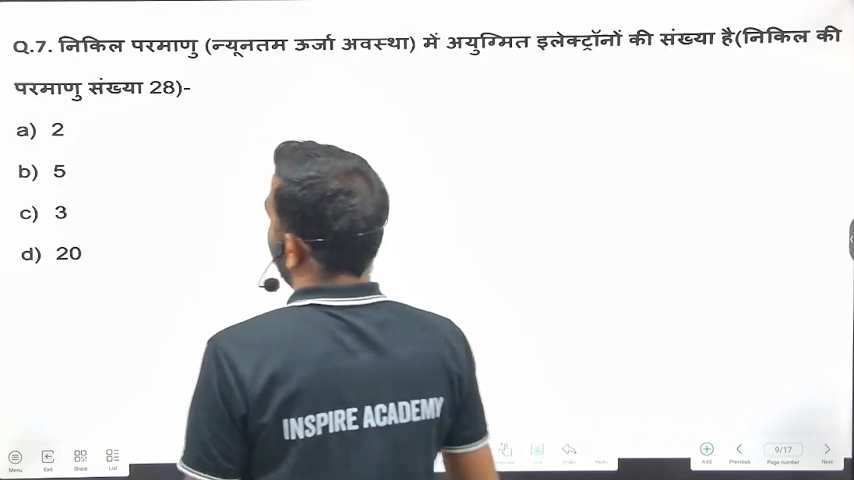 Q.7. निकिल परमाणु (न्यूनतम ऊर्जा अवस्था) में अयुग्मित इलेक्ट्रॉनों की संख्या है(निकिल की
परमाणु संख्या 28)-
a) 2
b) 5
c) 3
d) 20
INSPIRE ACADEMY
Menu Exit Share List Add Previous 9/17 Page number Next